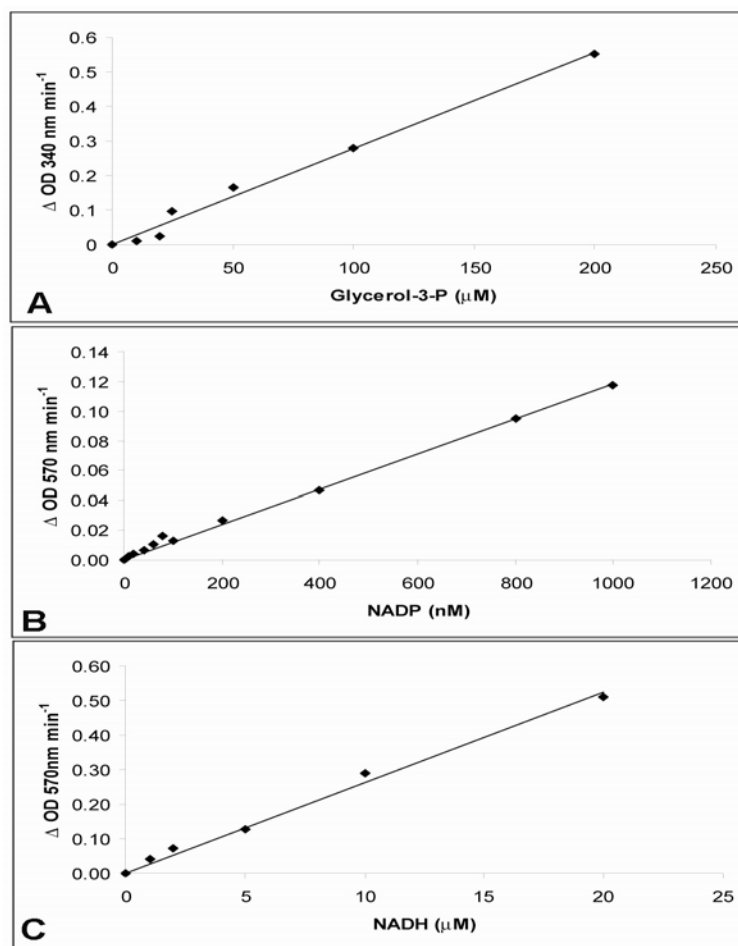 0.6
0.5
0.4
0.3
0.2
0.1
0
Δ OD 340 nm min⁻¹
0 50 100 150 200 250
Glycerol-3-P (μM)
A
0.14
0.12
0.10
0.08
0.06
0.04
0.02
0.00
Δ OD 570 nm min⁻¹
0 200 400 600 800 1000 1200
NADP (nM)
B
0.60
0.50
0.40
0.30
0.20
0.10
0.00
Δ OD 570nm min⁻¹
0 5 10 15 20 25
NADH (μM)
C